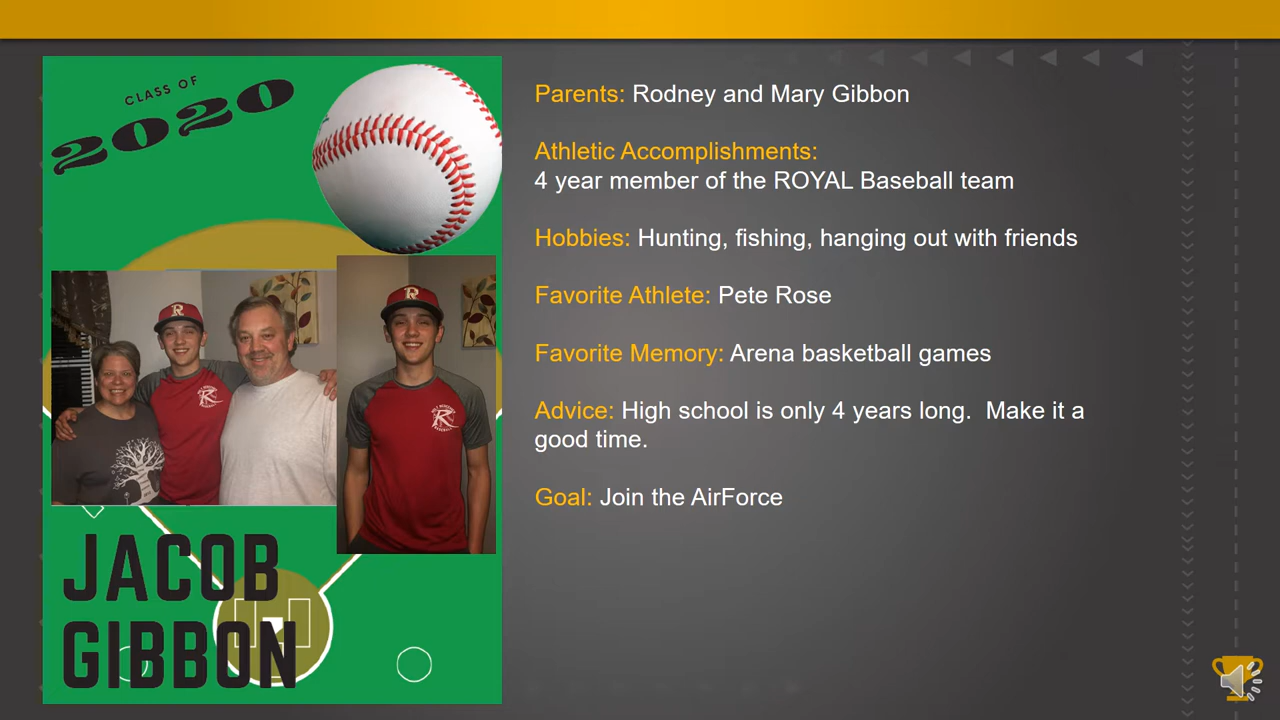 CLASS OF
2020
R
R
R
BASEBALL
R
BASEBALL
JACOB
GIBBON
Parents: Rodney and Mary Gibbon
Athletic Accomplishments:
4 year member of the ROYAL Baseball team
Hobbies: Hunting, fishing, hanging out with friends
Favorite Athlete: Pete Rose
Favorite Memory: Arena basketball games
Advice: High school is only 4 years long.  Make it a
good time.
Goal: Join the AirForce